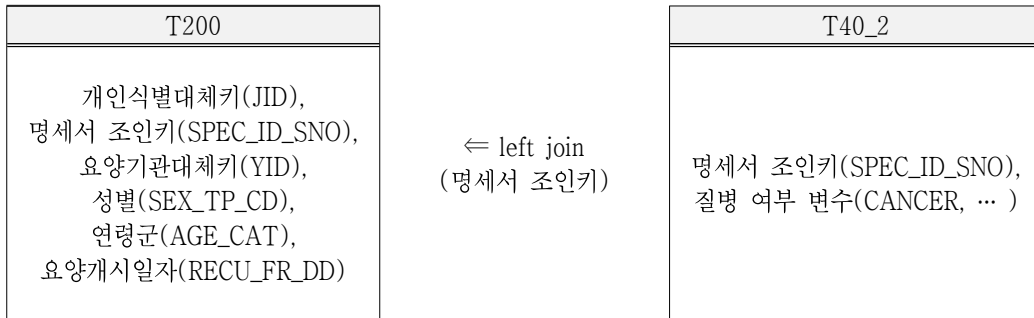 T200
개인식별대체키(JID),
명세서 조인키(SPEC_ID_SNO),
요양기관대체키(YID),
성별(SEX_TP_CD),
연령군(AGE_CAT),
요양개시일자(RECU_FR_DD)
⇐ left join
(명세서 조인키)
T40_2
명세서 조인키(SPEC_ID_SNO),
질병 여부 변수(CANCER, … )